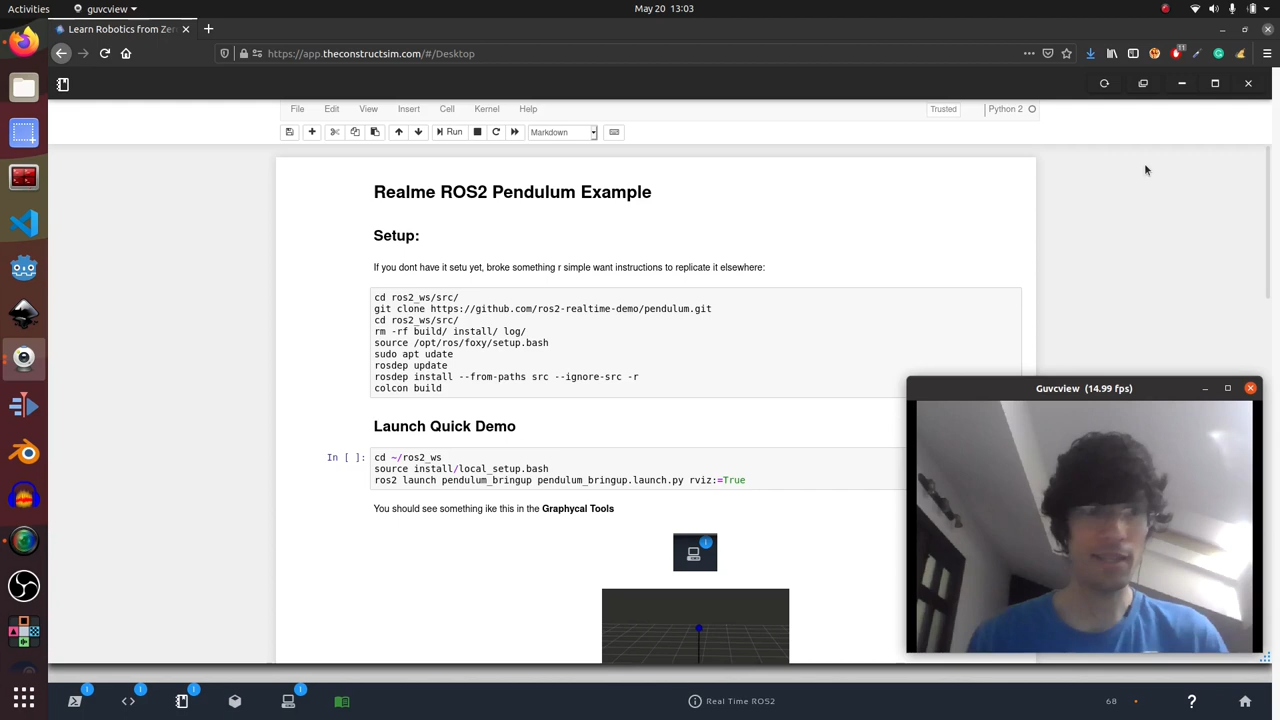 Activities
guvcview
May 20 13:03
Learn Robotics from Zer
https://app.theconstructsim.com/#/Desktop
11
File Edit View Insert Cell Kernel Help
Trusted
Python 2
Run
Markdown
Realme ROS2 Pendulum Example
Setup:
If you dont have it setu yet, broke something r simple want instructions to replicate it elsewhere:
cd ros2_ws/src/
git clone https://github.com/ros2-realtime-demo/pendulum.git
cd ros2_ws/src/
rm -rf build/ install/ log/
source /opt/ros/foxy/setup.bash
sudo apt udate
rosdep update
rosdep install --from-paths src --ignore-src -r
colcon build
Guvcview (14.99 fps)
Launch Quick Demo
In [ ]:
cd ~/ros2_ws
source install/local_setup.bash
ros2 launch pendulum_bringup pendulum_bringup.launch.py rviz:=True
You should see something ike this in the Graphycal Tools
i
1
1
1
1
Real Time ROS2
68
?